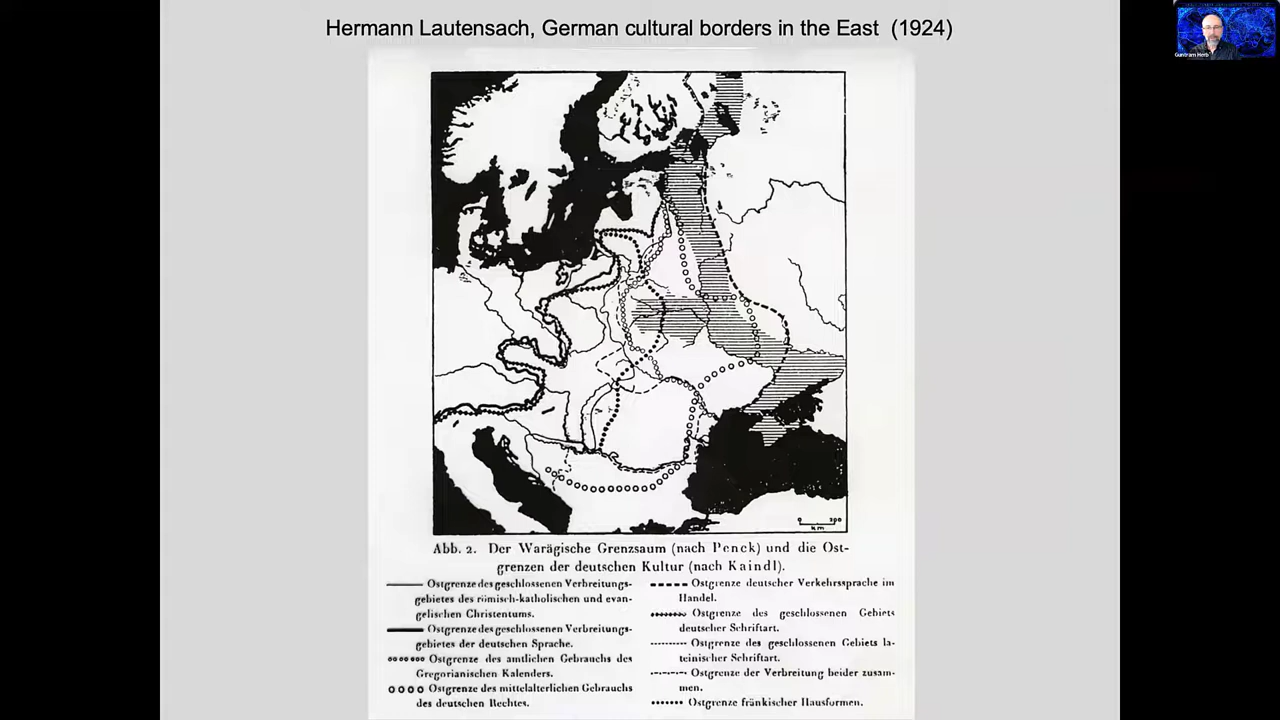 Hermann Lautensach, German cultural borders in the East (1924)
Guntram Herb
200
km
Abb. 2. Der Warägische Grenzsaum (nach Penck) und die Ost-
grenzen der deutschen Kultur (nach Kaindl).
Ostgrenze des geschlossenen Verbreitungs-
gebietes des römisch-katholischen und evan-
gelischen Christentums.
Ostgrenze des geschlossenen Verbreitungs-
gebietes der deutschen Sprache.
Ostgrenze des amtlichen Gebrauchs des
Gregorianischen Kalenders.
Ostgrenze des mittelalterlichen Gebrauchs
des deutschen Rechtes.
Ostgrenze deutscher Verkehrssprache im
Handel.
Ostgrenze des geschlossenen Gebiets
deutscher Schriftart.
Ostgrenze des geschlossenen Gebiets la-
teinischer Schriftart.
Ostgrenze der Verbreitung beider zusam-
men.
Ostgrenze fränkischer Hausformen.